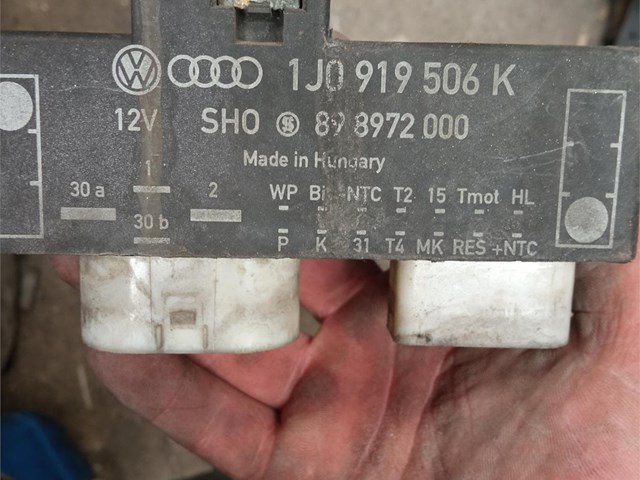 1J0 919 506 K
12V SHO 89 8972 000
Made in Hungary
1
30 a 2
30 b
WP NTC T2 15 Tmot HL
P K 31 T4 MK RES +NTC